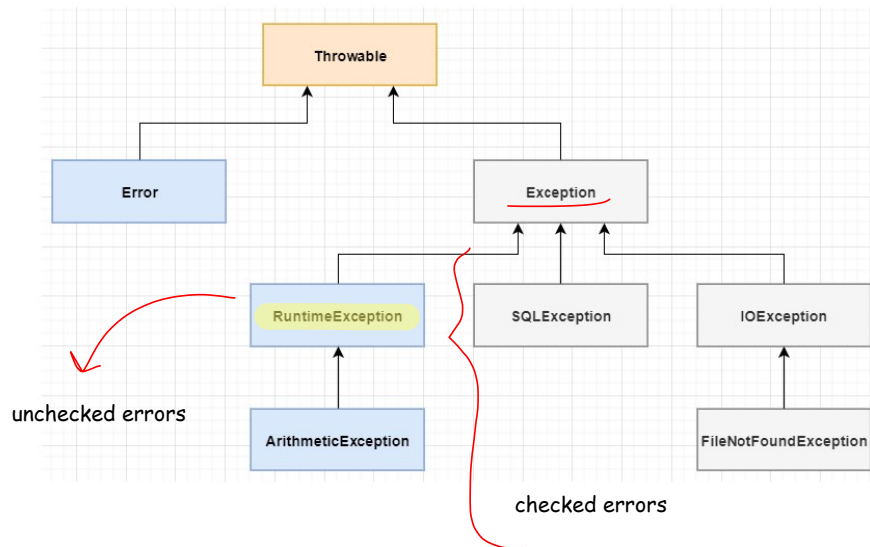 Throwable
Error
Exception
RuntimeException
SQLException
IOException
unchecked errors
ArithmeticException
FileNotFoundException
checked errors